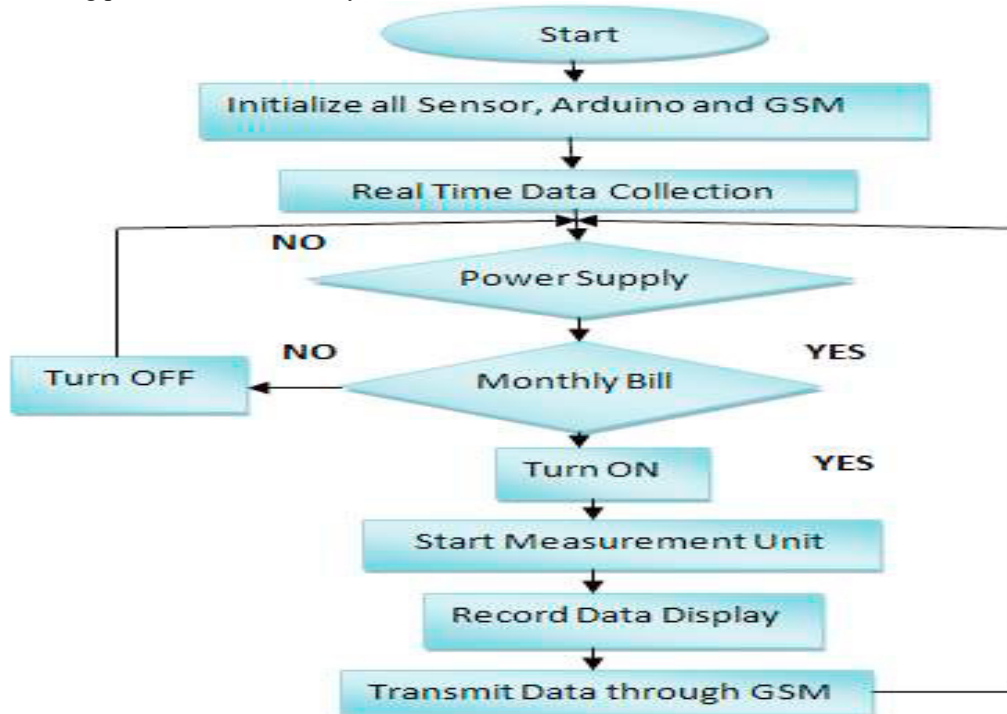 Start
Initialize all Sensor, Arduino and GSM
Real Time Data Collection
NO
Power Supply
NO
YES
Turn OFF
Monthly Bill
YES
Turn ON
Start Measurement Unit
Record Data Display
Transmit Data through GSM